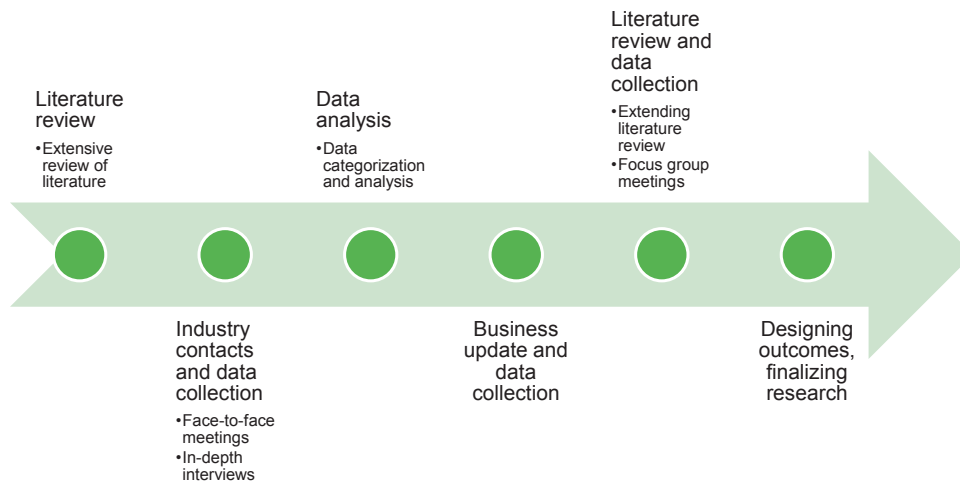 Literature
review
•Extensive
review of
literature
Industry
contacts
and data
collection
•Face-to-face
meetings
•In-depth
interviews
Data
analysis
•Data
categorization
and analysis
Business
update and
data
collection
Literature
review and
data
collection
•Extending
literature
review
•Focus group
meetings
Designing
outcomes,
finalizing
research